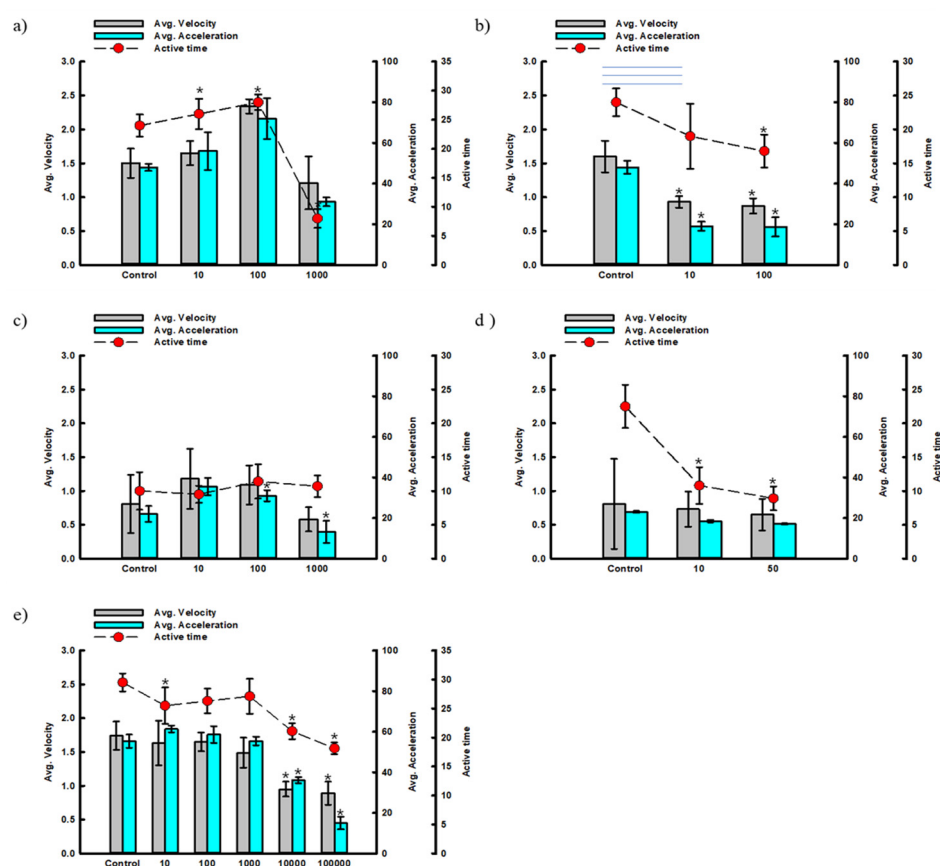 a)
Avg. Velocity
Avg. Acceleration
Active time
3.0 100 35
2.5 80 30
2.0 60 25
1.5 40 20
1.0 20 15
0.5 0 10
0.0 5
0
Avg. Velocity
Avg. Acceleration
Active time
* * *
Control 10 100 1000
b)
Avg. Velocity
Avg. Acceleration
Active time
3.0 100 30
2.5 80 25
2.0 60 20
1.5 40 15
1.0 20 10
0.5 0 5
0.0 0
Avg. Velocity
Avg. Acceleration
Active time
* * * * *
Control 10 100
c)
Avg. Velocity
Avg. Acceleration
Active time
3.0 100 30
2.5 80 25
2.0 60 20
1.5 40 15
1.0 20 10
0.5 0 5
0.0 0
Avg. Velocity
Avg. Acceleration
Active time
* *
Control 10 100 1000
d )
Avg. Velocity
Avg. Acceleration
Active time
3.0 100 30
2.5 80 25
2.0 60 20
1.5 40 15
1.0 20 10
0.5 0 5
0.0 0
Avg. Velocity
Avg. Acceleration
Active time
* *
Control 10 50
e)
Avg. Velocity
Avg. Acceleration
Active time
3.0 100 35
2.5 80 30
2.0 60 25
1.5 40 20
1.0 20 15
0.5 0 10
0.0 5
0
Avg. Velocity
Avg. Acceleration
Active time
* * * * * * *
Control 10 100 1000 10000 100000